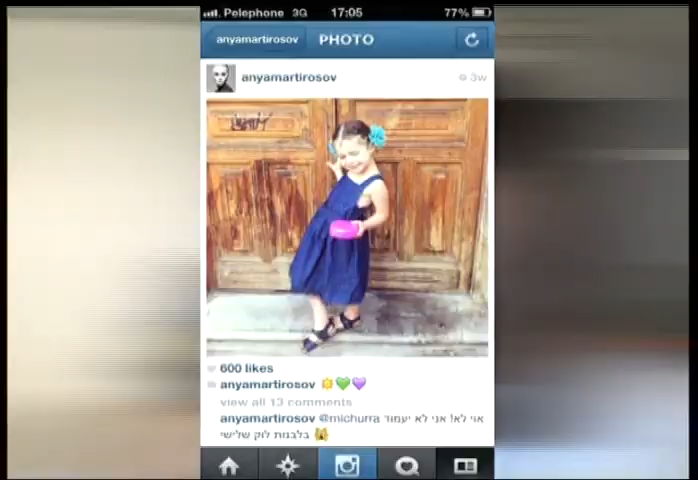 Pelephone 3G 17:05 77%
anyamartirosov PHOTO
anyamartirosov 3w
600 likes
anyamartirosov
view all 13 comments
anyamartirosov @michurra אוי לא! אני לא יעמוד
בלבנות לוק שלישי